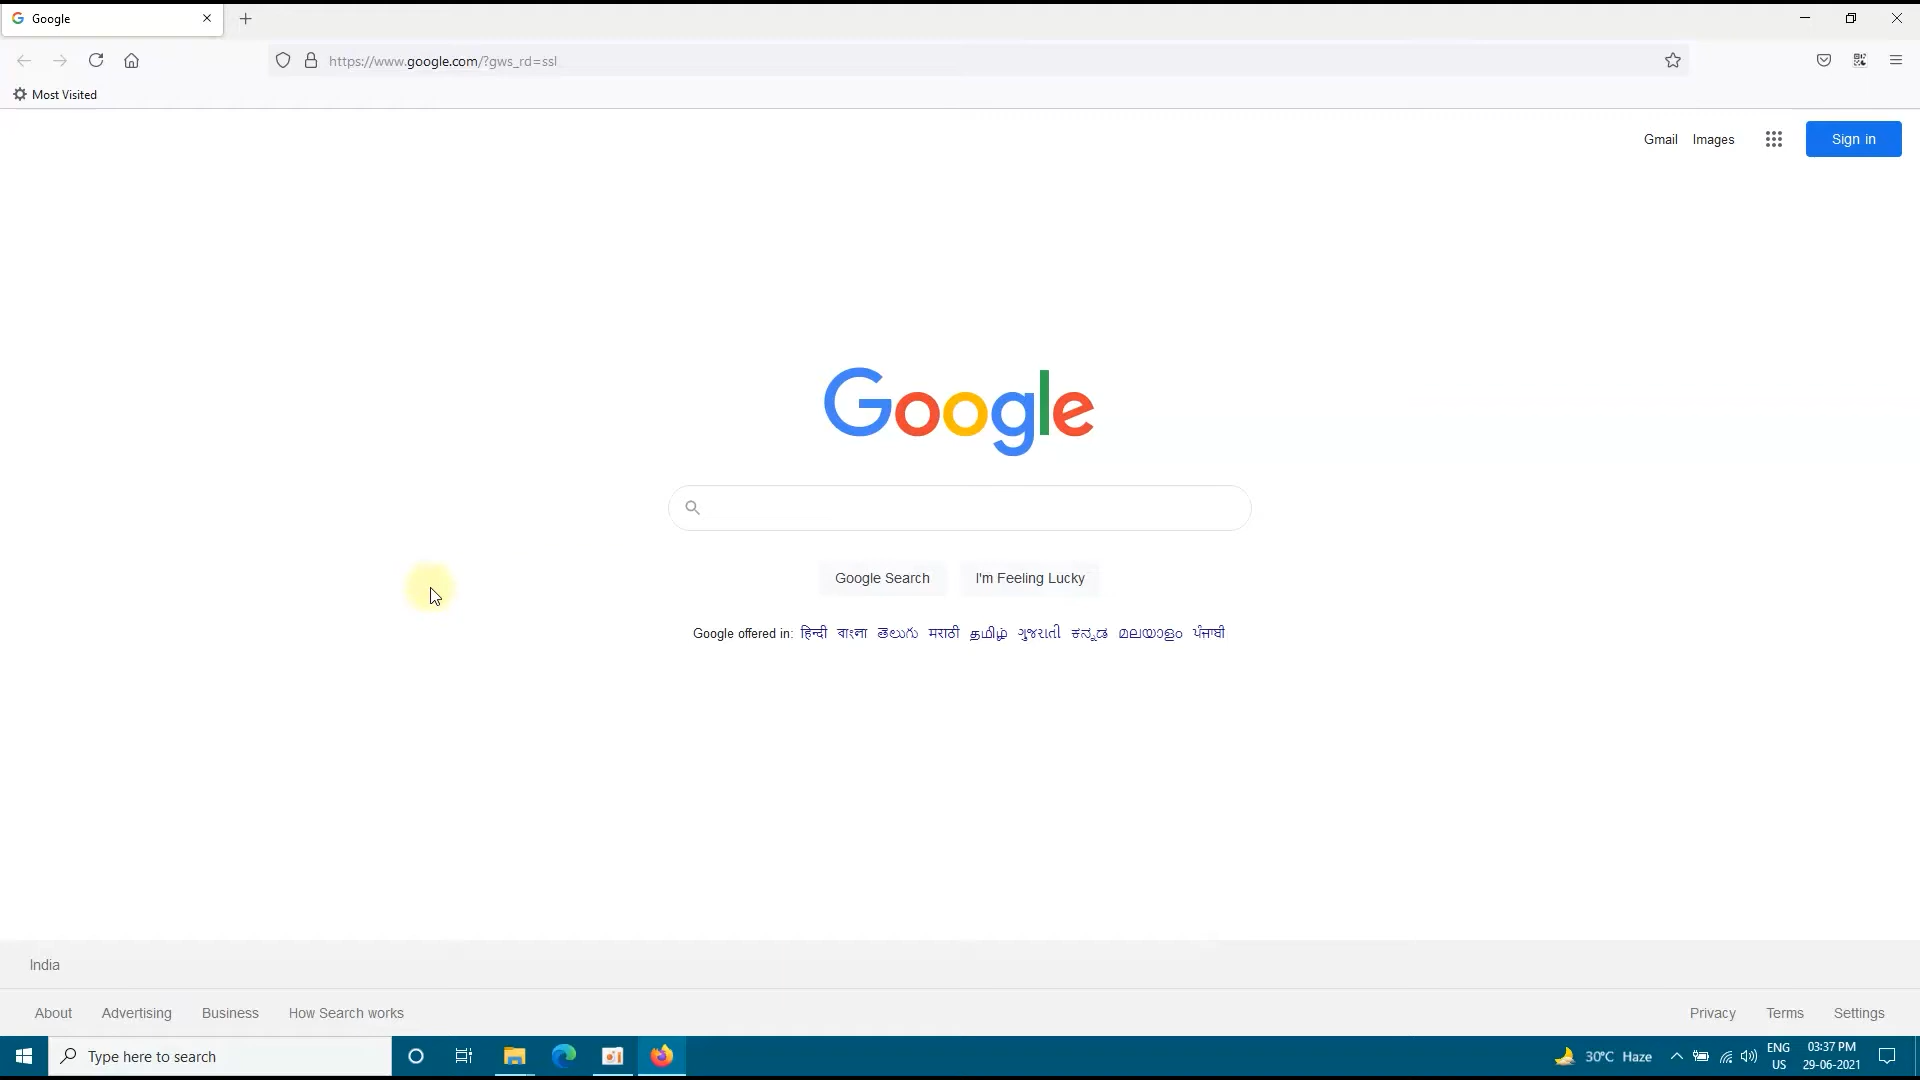 Google
https://www.google.com/?gws_rd=ssl
Most Visited
Gmail Images Sign in
Google
Google Search I'm Feeling Lucky
Google offered in: हिन्दी বাংলা తెలుగు मराठी தமிழ் ગુજરાતી ಕನ್ನಡ മലയാളം ਪੰਜਾਬੀ
India
About Advertising Business How Search works Privacy Terms Settings
Type here to search 30°C Haze ENG US 03:37 PM 29-06-2021